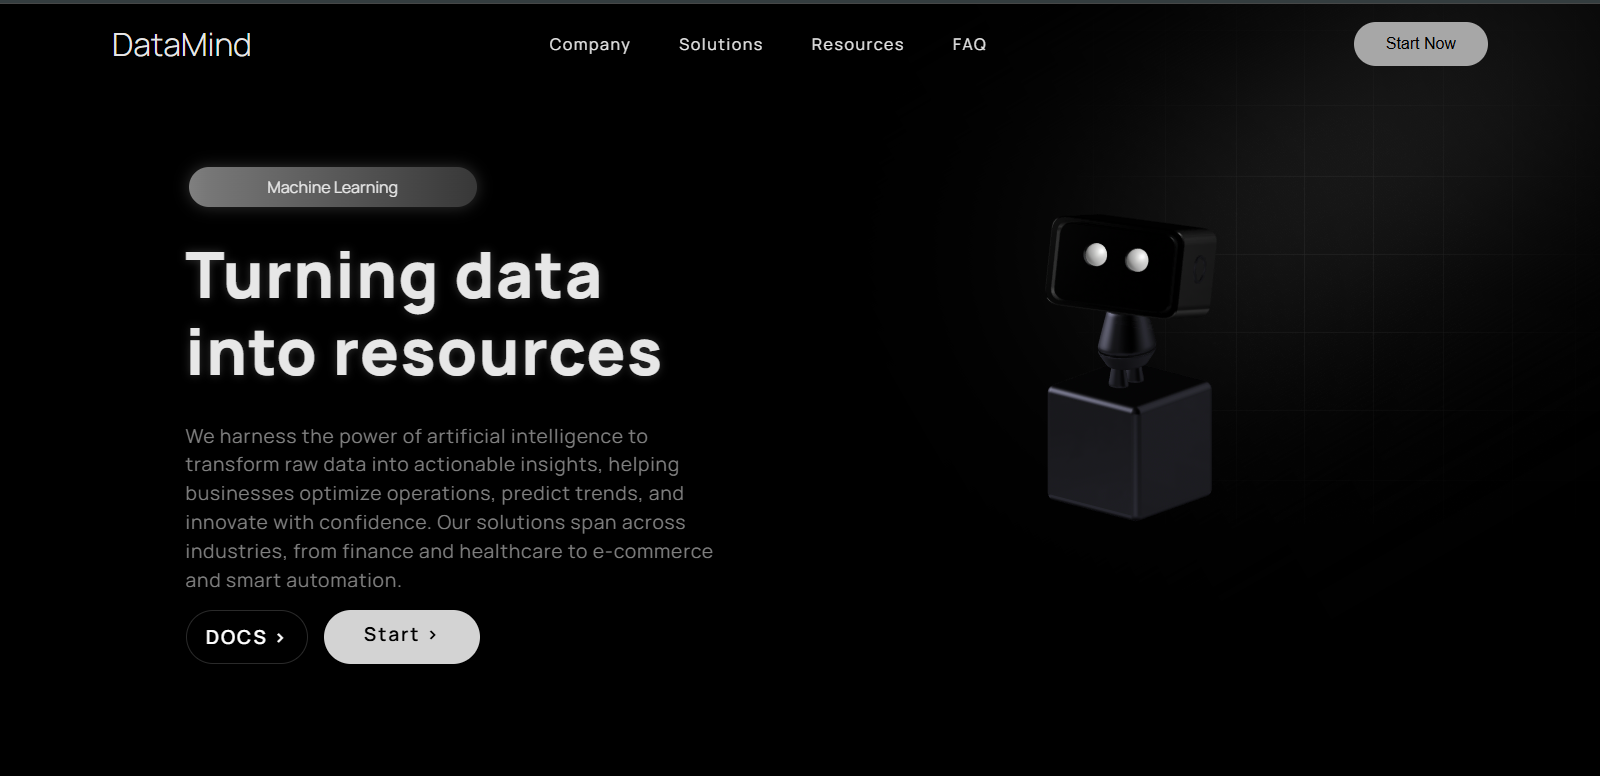 DataMind
Company
Solutions
Resources
FAQ
Start Now
Machine Learning
Turning data
into resources
We harness the power of artificial intelligence to
transform raw data into actionable insights, helping
businesses optimize operations, predict trends, and
innovate with confidence. Our solutions span across
industries, from finance and healthcare to e-commerce
and smart automation.
DOCS ›
Start ›